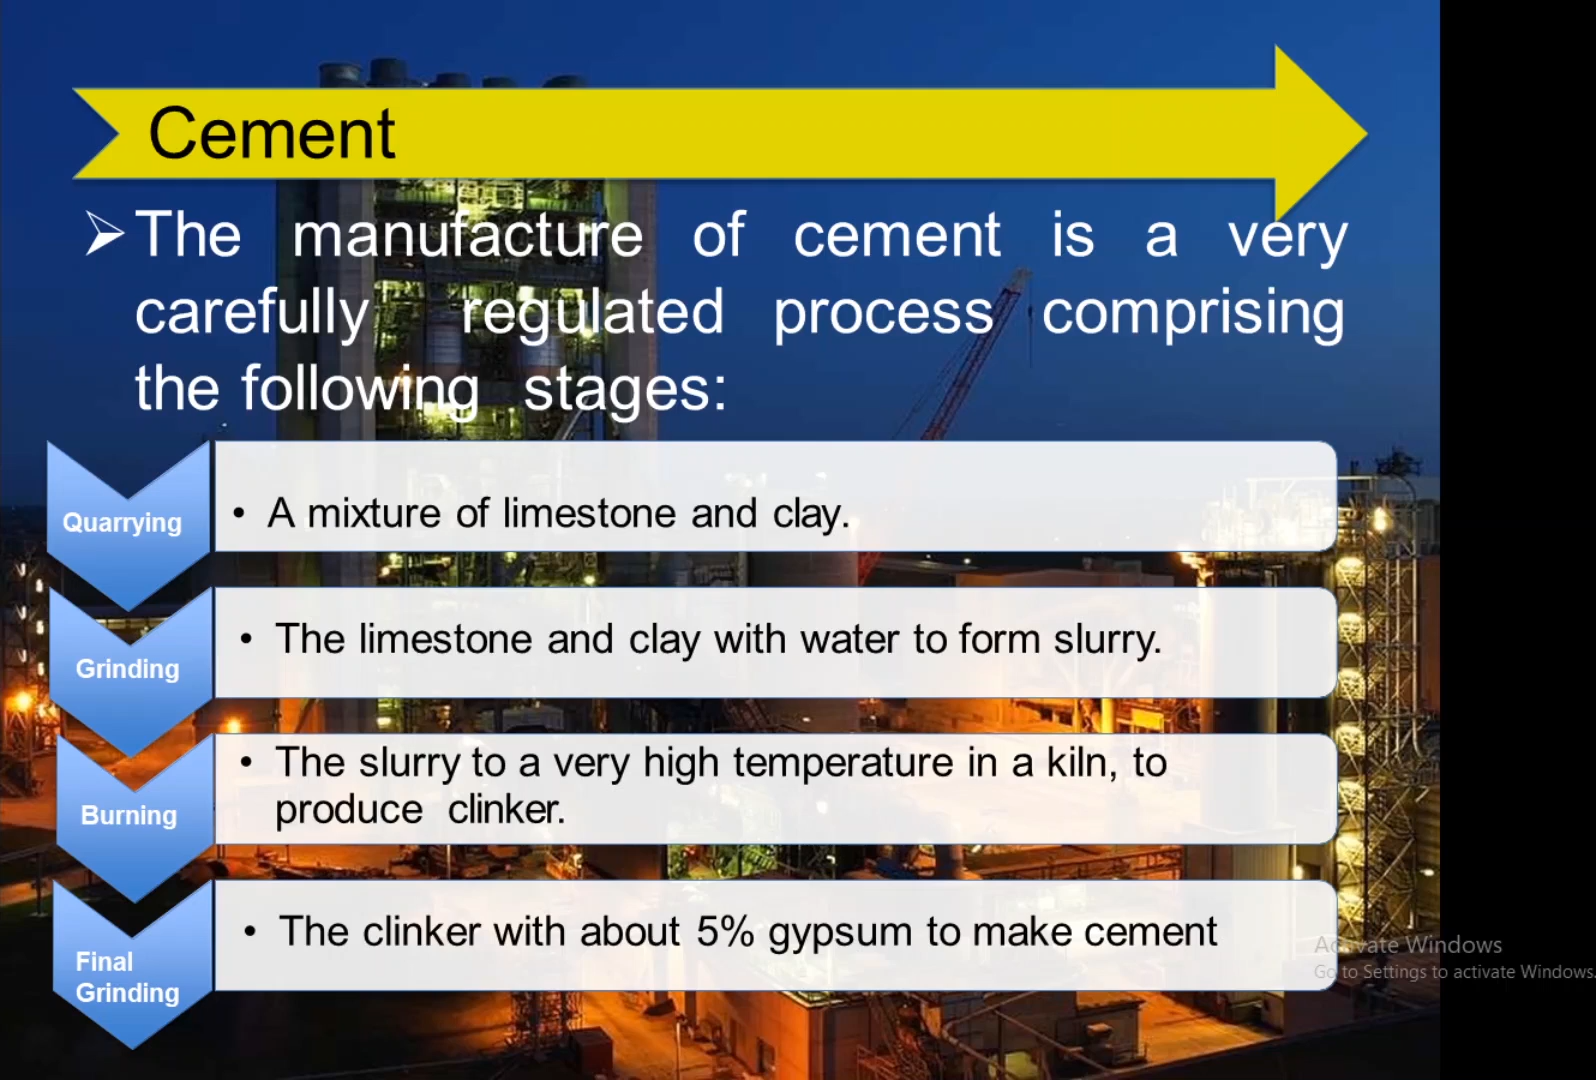 Cement
The manufacture of cement is a very
carefully regulated process comprising
the following stages:
Quarrying
• A mixture of limestone and clay.
Grinding
• The limestone and clay with water to form slurry.
Burning
• The slurry to a very high temperature in a kiln, to
produce clinker.
Final
Grinding
• The clinker with about 5% gypsum to make cement
Activate Windows
Go to Settings to activate Windows.